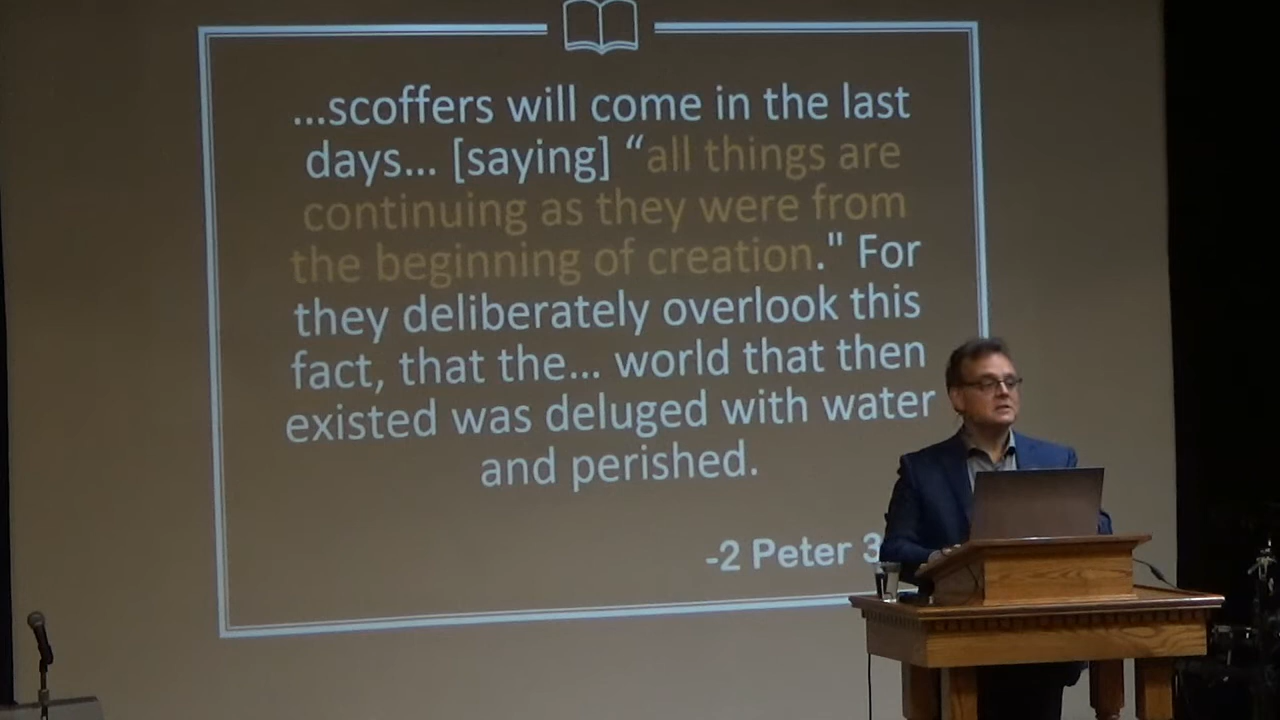 ...scoffers will come in the last
days... [saying] “all things are
continuing as they were from
the beginning of creation." For
they deliberately overlook this
fact, that the... world that then
existed was deluged with water
and perished.
-2 Peter 3